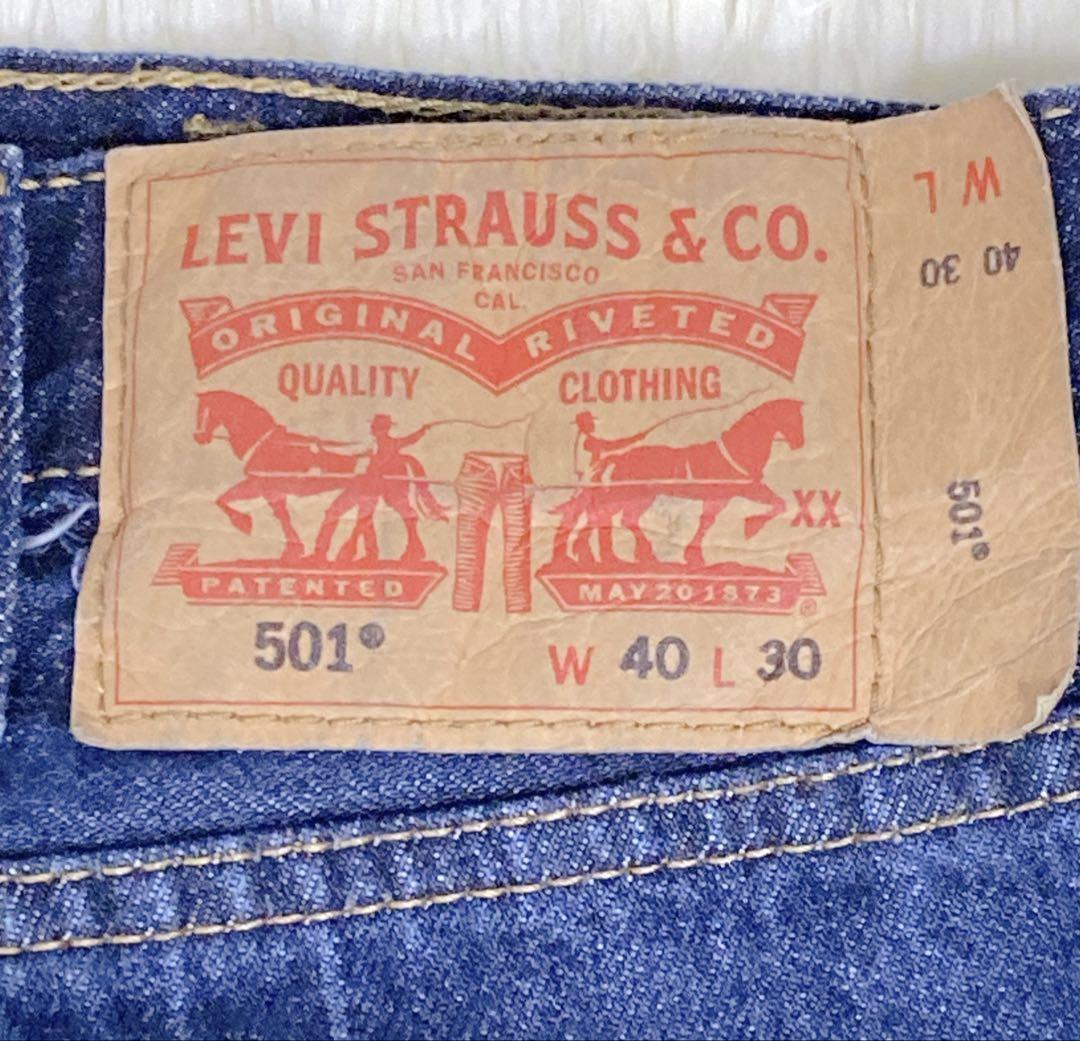 LEVI STRAUSS & CO.
SAN FRANCISCO
CAL.
ORIGINAL RIVETED
QUALITY CLOTHING
XX
PATENTED MAY 20 1873 ®
501® W 40 L 30
W L
40 30
501®